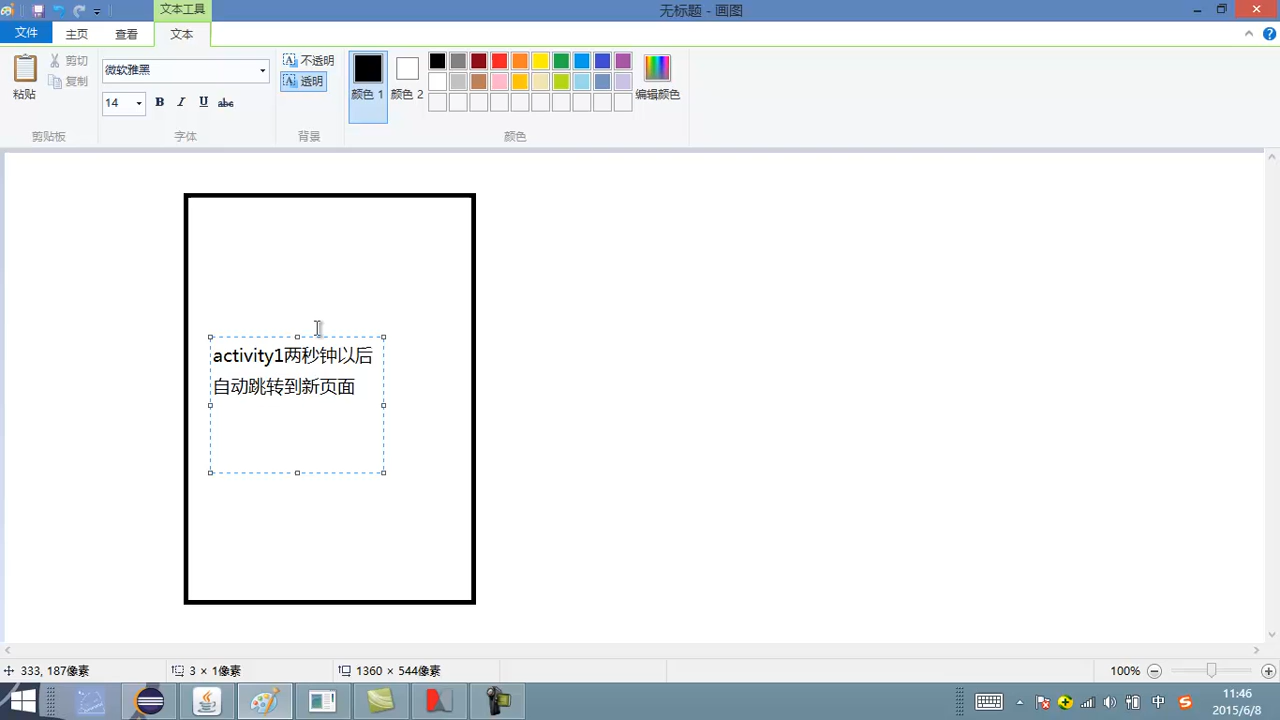 文本工具
无标题 - 画图
文件
主页
查看
文本
粘贴
剪切
复制
剪贴板
微软雅黑
14
B I U abc
字体
不透明
透明
背景
颜色 1
颜色 2
编辑颜色
颜色
activity1两秒钟以后
自动跳转到新页面
333, 187像素
3 × 1像素
1360 × 544像素
100%
中
11:46
2015/6/8